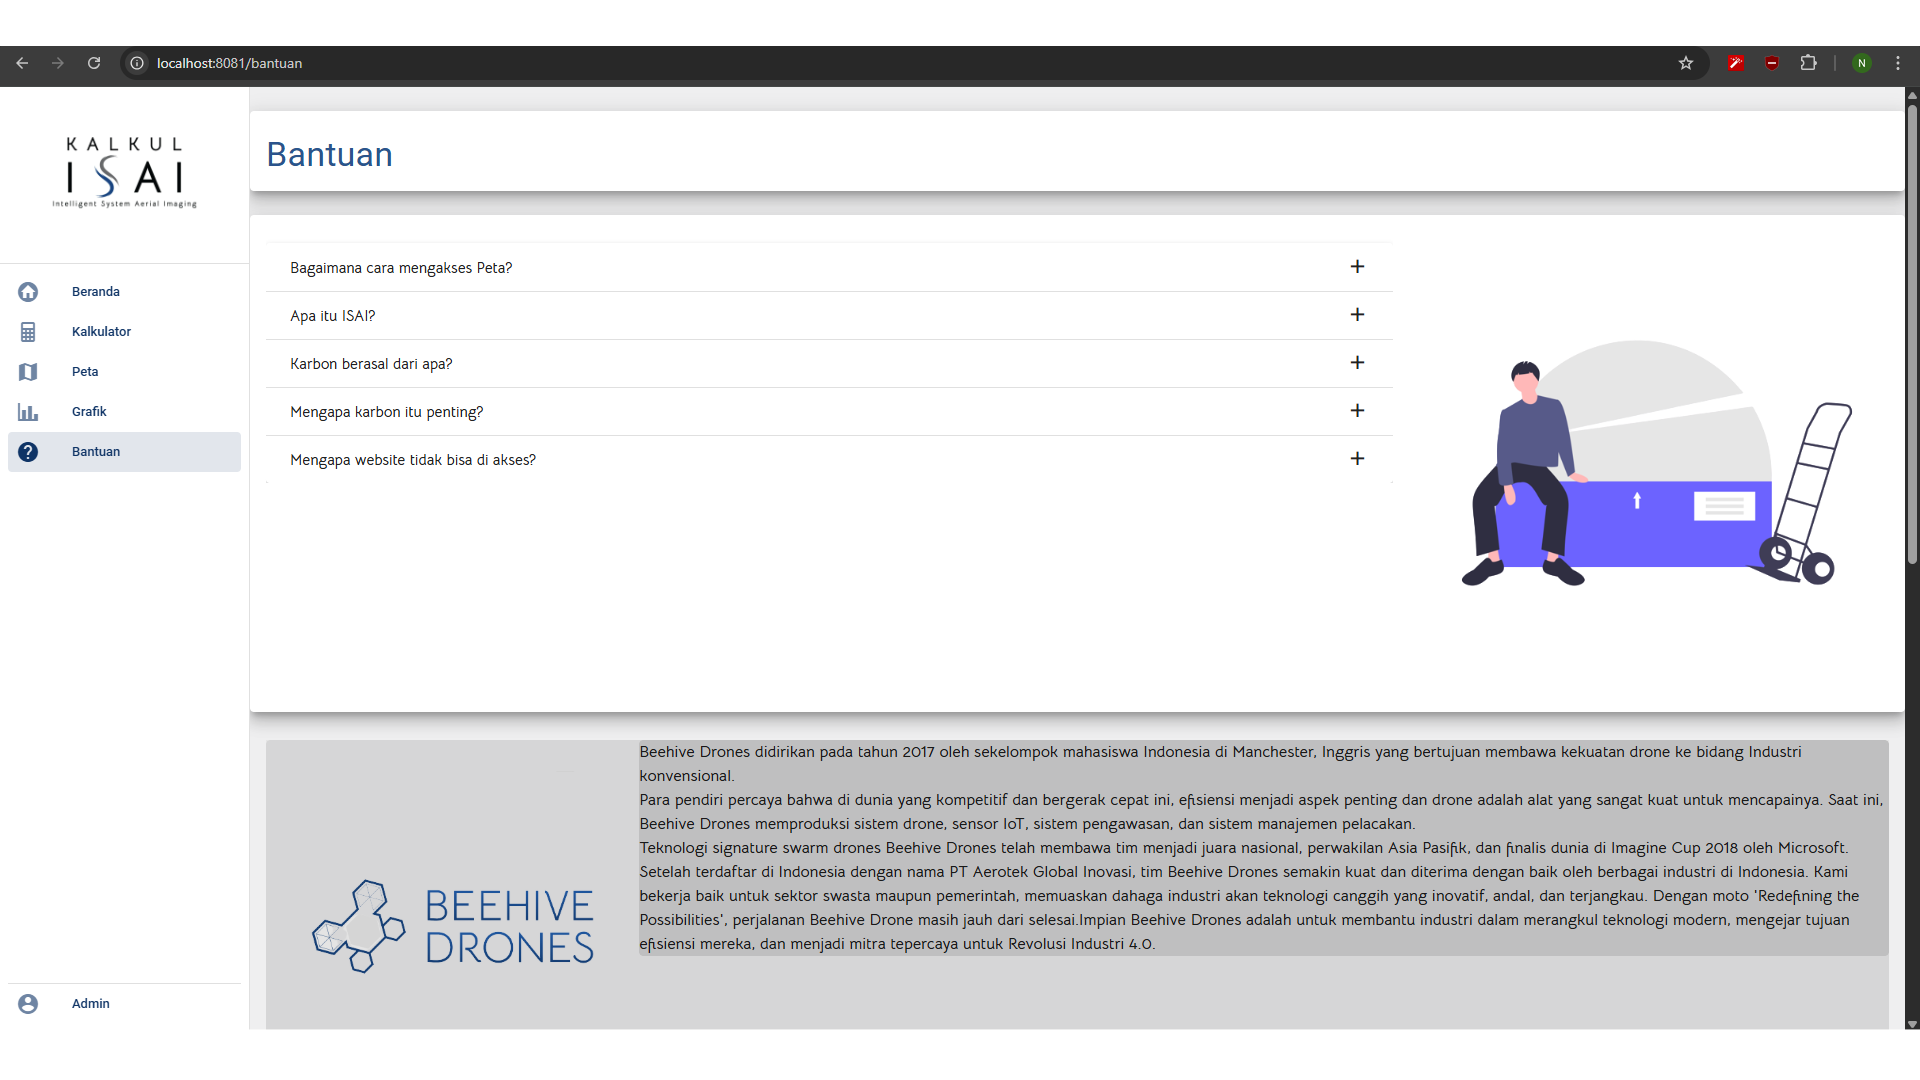 localhost:8081/bantuan
N
KALKUL
ISAI
Intelligent System Aerial Imaging
Beranda
Kalkulator
Peta
Grafik
Bantuan
Admin
Bantuan
Bagaimana cara mengakses Peta?
Apa itu ISAI?
Karbon berasal dari apa?
Mengapa karbon itu penting?
Mengapa website tidak bisa di akses?
BEEHIVE
DRONES
Beehive Drones didirikan pada tahun 2017 oleh sekelompok mahasiswa Indonesia di Manchester, Inggris yang bertujuan membawa kekuatan drone ke bidang Industri
konvensional.
Para pendiri percaya bahwa di dunia yang kompetitif dan bergerak cepat ini, efisiensi menjadi aspek penting dan drone adalah alat yang sangat kuat untuk mencapainya. Saat ini,
Beehive Drones memproduksi sistem drone, sensor IoT, sistem pengawasan, dan sistem manajemen pelacakan.
Teknologi signature swarm drones Beehive Drones telah membawa tim menjadi juara nasional, perwakilan Asia Pasifik, dan finalis dunia di Imagine Cup 2018 oleh Microsoft.
Setelah terdaftar di Indonesia dengan nama PT Aerotek Global Inovasi, tim Beehive Drones semakin kuat dan diterima dengan baik oleh berbagai industri di Indonesia. Kami
bekerja baik untuk sektor swasta maupun pemerintah, memuaskan dahaga industri akan teknologi canggih yang inovatif, andal, dan terjangkau. Dengan moto 'Redefining the
Possibilities', perjalanan Beehive Drone masih jauh dari selesai.Impian Beehive Drones adalah untuk membantu industri dalam merangkul teknologi modern, mengejar tujuan
efisiensi mereka, dan menjadi mitra tepercaya untuk Revolusi Industri 4.0.